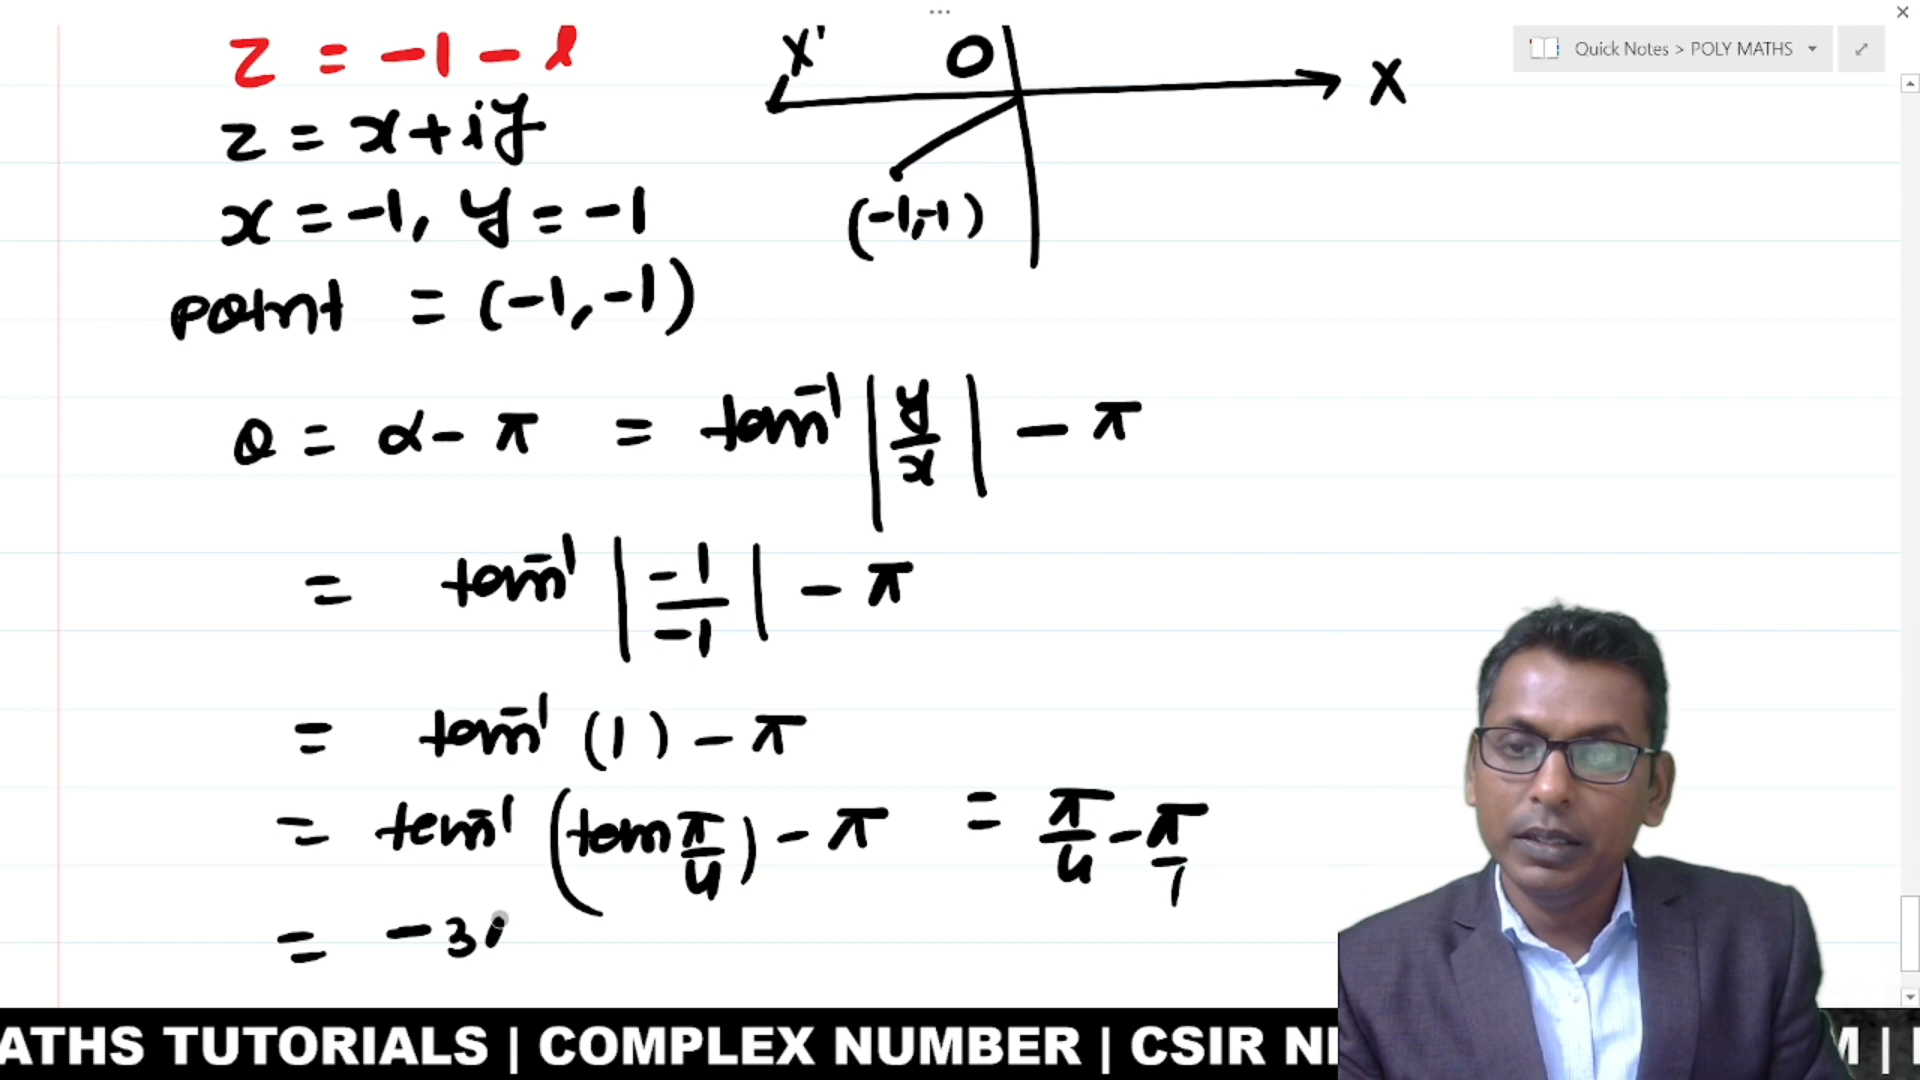 Quick Notes > POLY MATHS
z = -1 - i
z = x + iy
x = -1, y = -1
point = (-1, -1)
X' O X
(-1,-1)
θ = α - π = tan⁻¹ |y/x| - π
= tan⁻¹ |-1/-1| - π
= tan⁻¹ (1) - π
= tan⁻¹ (tan π/4) - π = π/4 - π/1
= -3
ATHS TUTORIALS | COMPLEX NUMBER | CSIR N M |